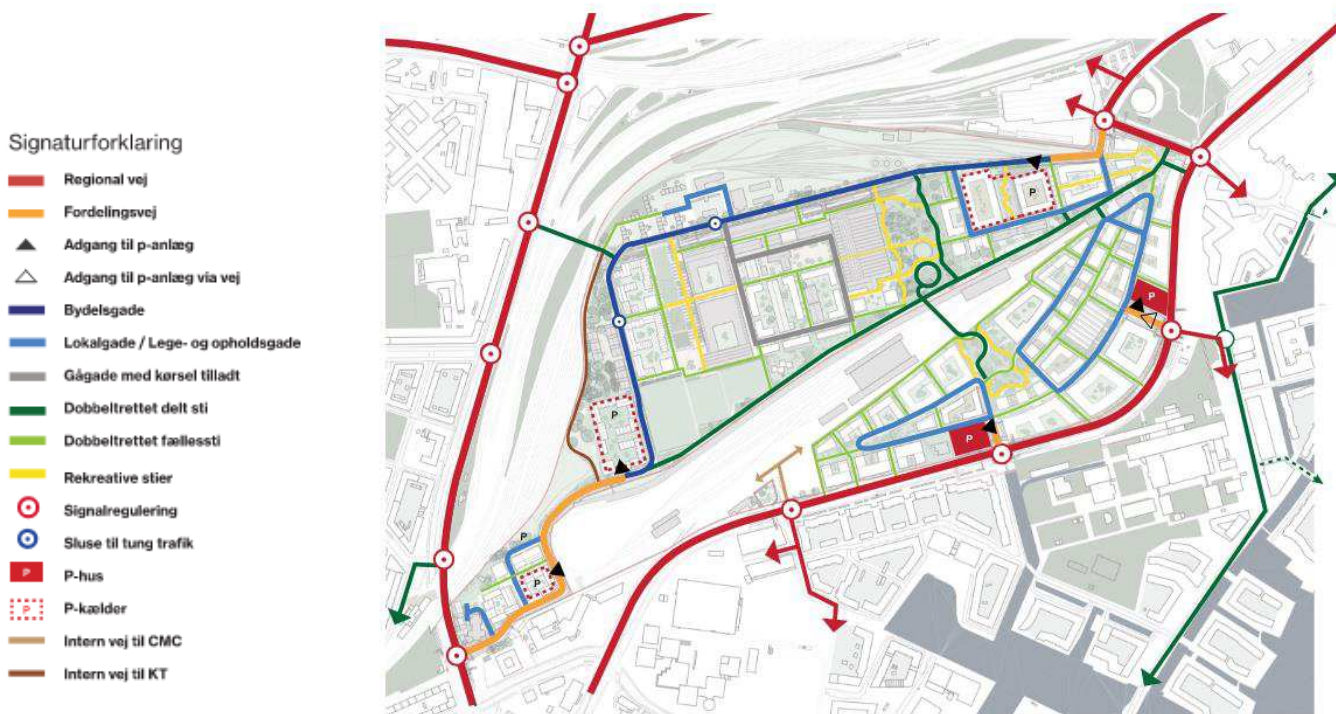 Signaturforklaring
Regional vej
Fordelingsvej
Adgang til p-anlæg
Adgang til p-anlæg via vej
Bydelsgade
Lokalgade / Lege- og opholdsgade
Gågade med kørsel tilladt
Dobbeltrettet delt sti
Dobbeltrettet fællessti
Rekreative stier
Signalregulering
Sluse til tung trafik
P P-hus
P P-kælder
Intern vej til CMC
Intern vej til KT
P
P
P
P
P
P